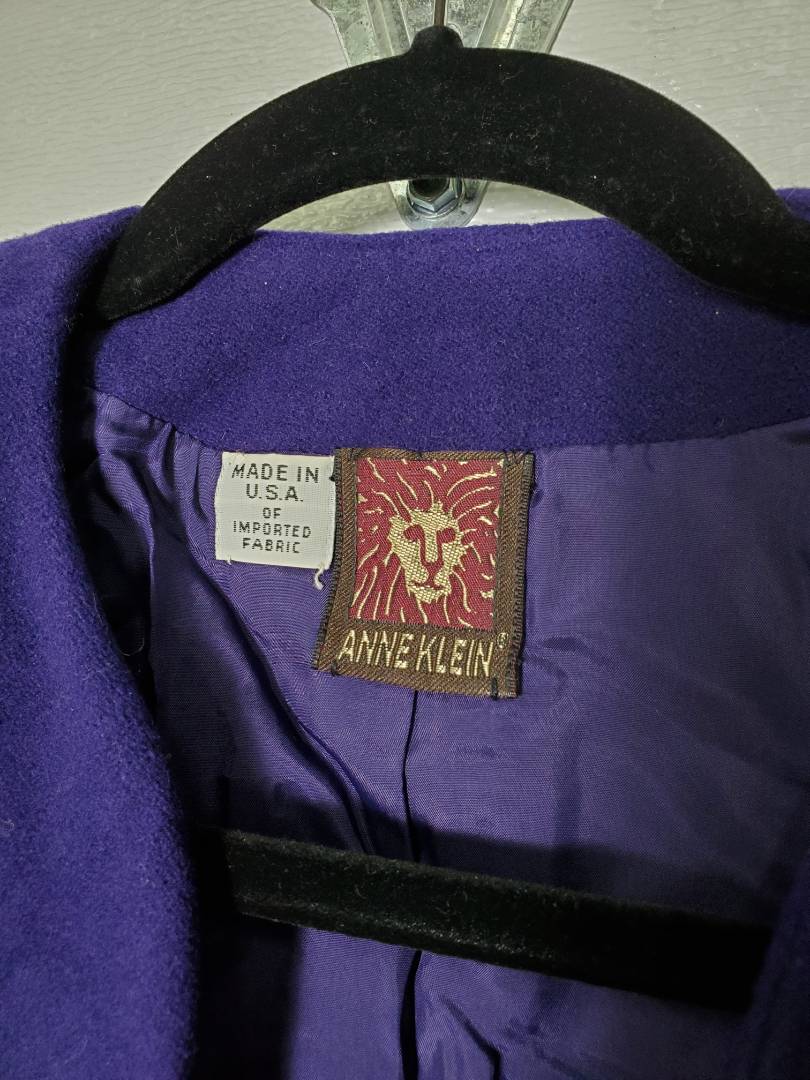 MADE IN
U.S.A.
OF
IMPORTED
FABRIC
ANNE KLEIN®